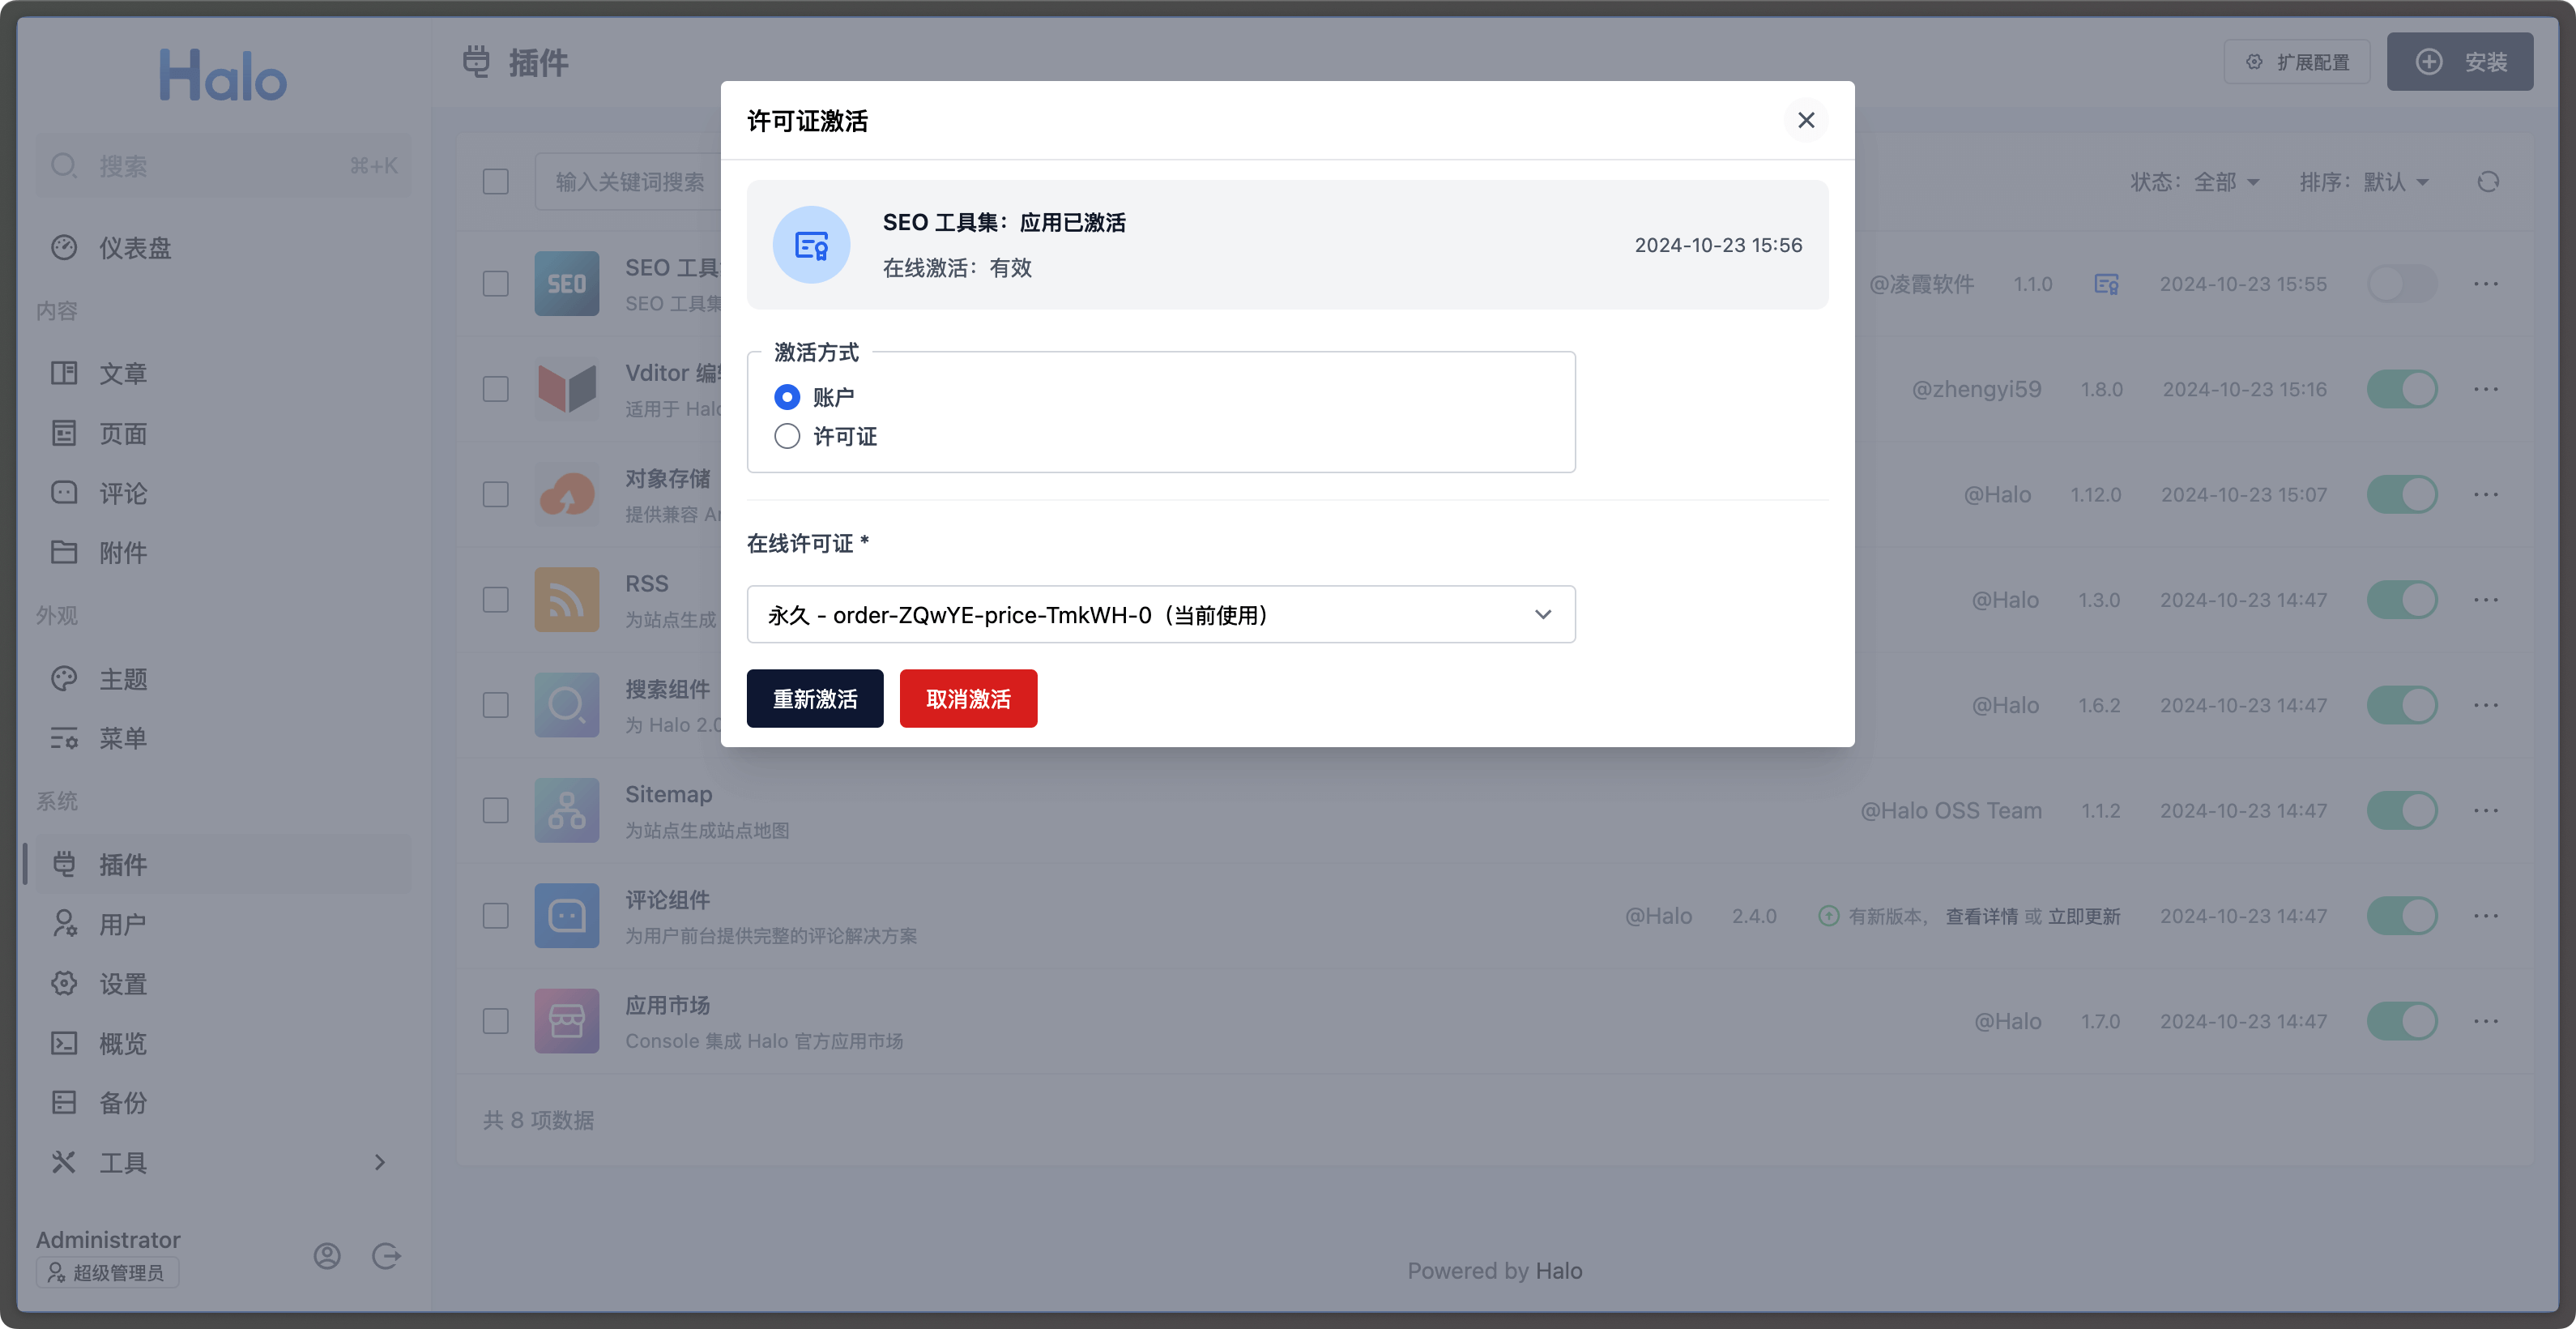 Halo
搜索 ⌘+K
仪表盘
内容
文章
页面
评论
附件
外观
主题
菜单
系统
插件
用户
设置
概览
备份
工具
Administrator
超级管理员
插件
扩展配置
安装
输入关键词搜索
状态：全部
排序：默认
SEO
SEO 工具
SEO 工具集
@凌霞软件 1.1.0 2024-10-23 15:55
Vditor 编
适用于 Halo
@zhengyi59 1.8.0 2024-10-23 15:16
对象存储
提供兼容
@Halo 1.12.0 2024-10-23 15:07
RSS
为站点生成
@Halo 1.3.0 2024-10-23 14:47
搜索组件
为 Halo 2.0
@Halo 1.6.2 2024-10-23 14:47
Sitemap
为站点生成站点地图
@Halo OSS Team 1.1.2 2024-10-23 14:47
评论组件
为用户前台提供完整的评论解决方案
@Halo 2.4.0 有新版本，查看详情 或 立即更新 2024-10-23 14:47
应用市场
Console 集成 Halo 官方应用市场
@Halo 1.7.0 2024-10-23 14:47
共 8 项数据
Powered by Halo
许可证激活
SEO 工具集：应用已激活
在线激活：有效
2024-10-23 15:56
激活方式
账户
许可证
在线许可证 *
永久 - order-ZQwYE-price-TmkWH-0（当前使用）
重新激活
取消激活